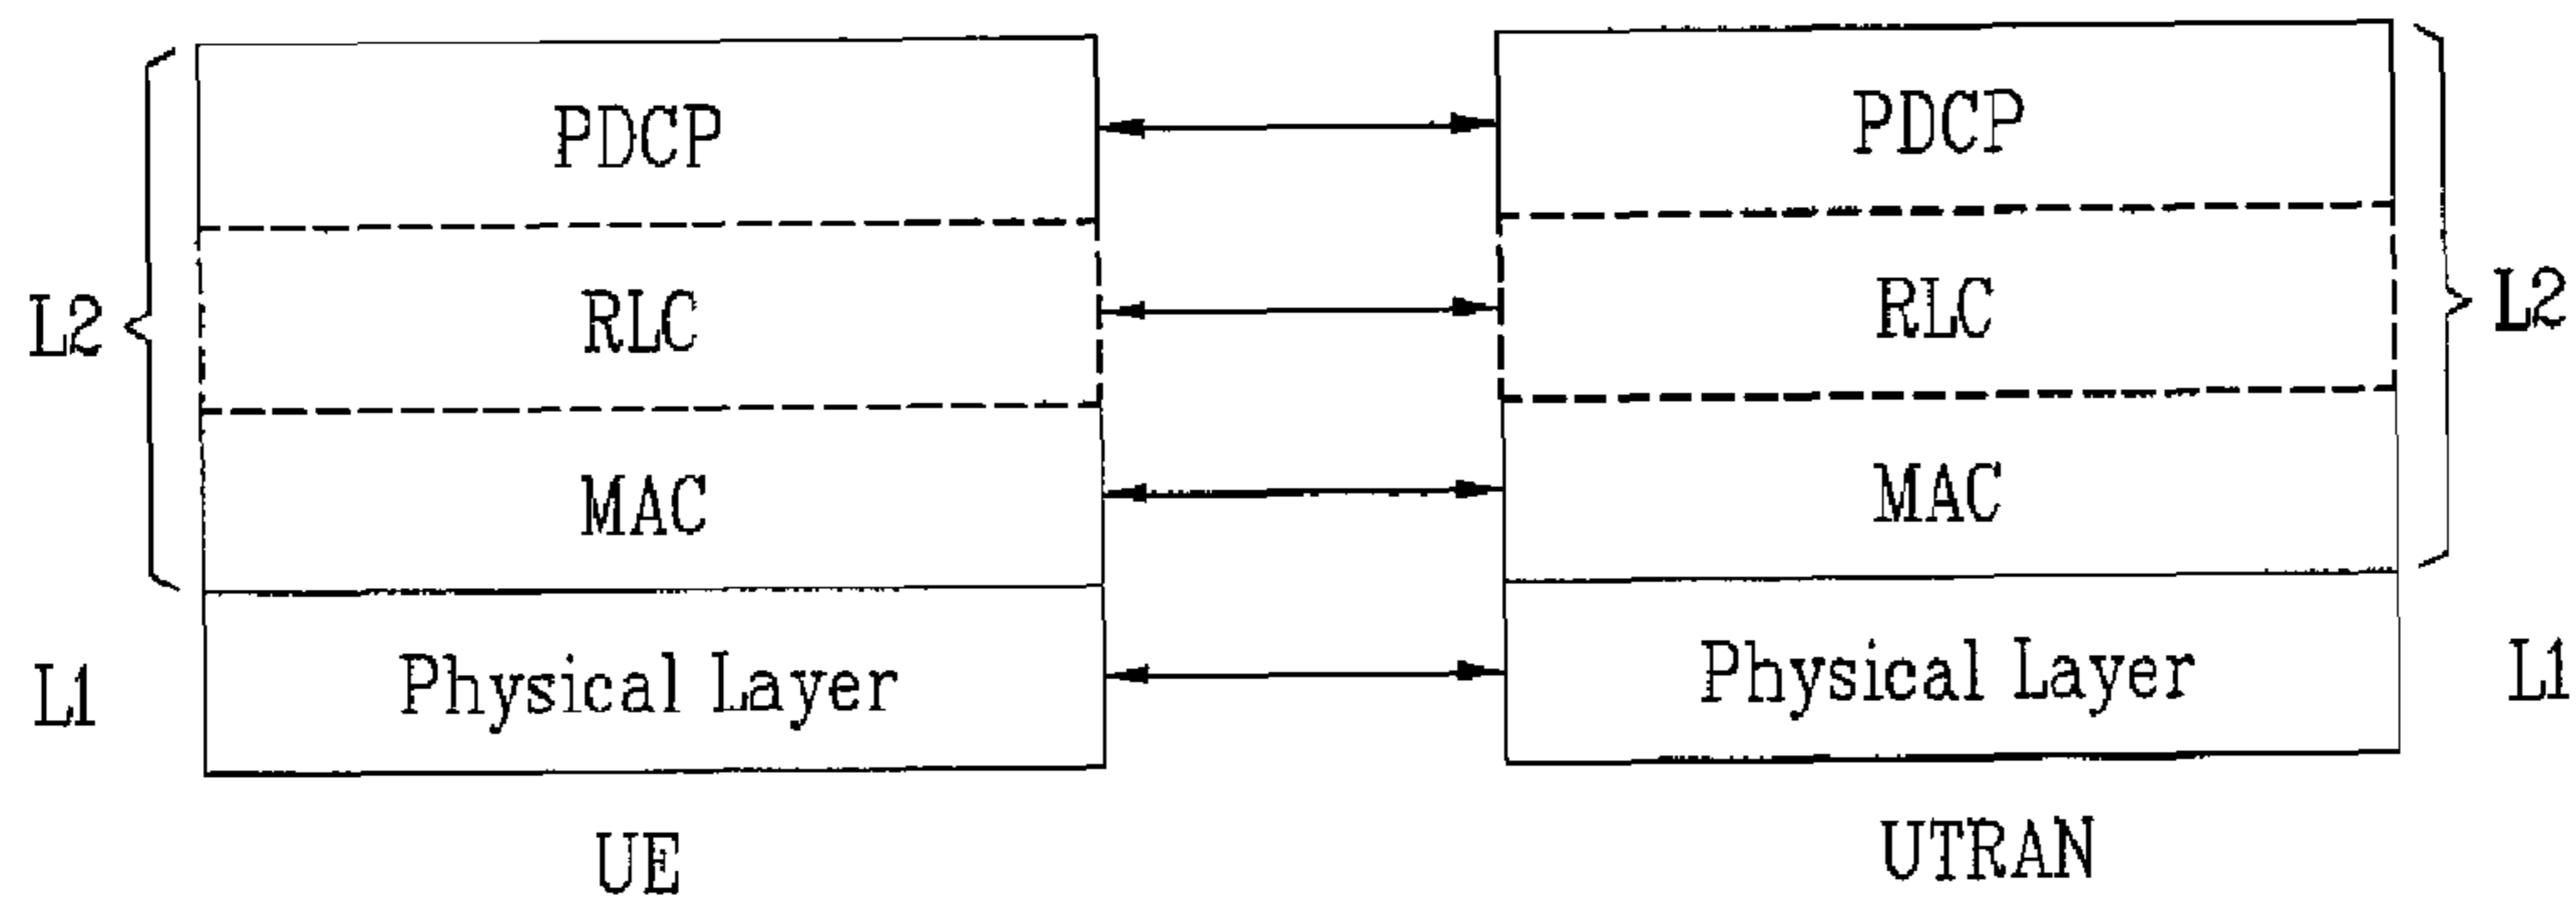 PDCP PDCP
L2 RLC RLC L2
MAC MAC
L1 Physical Layer Physical Layer L1
UE UTRAN